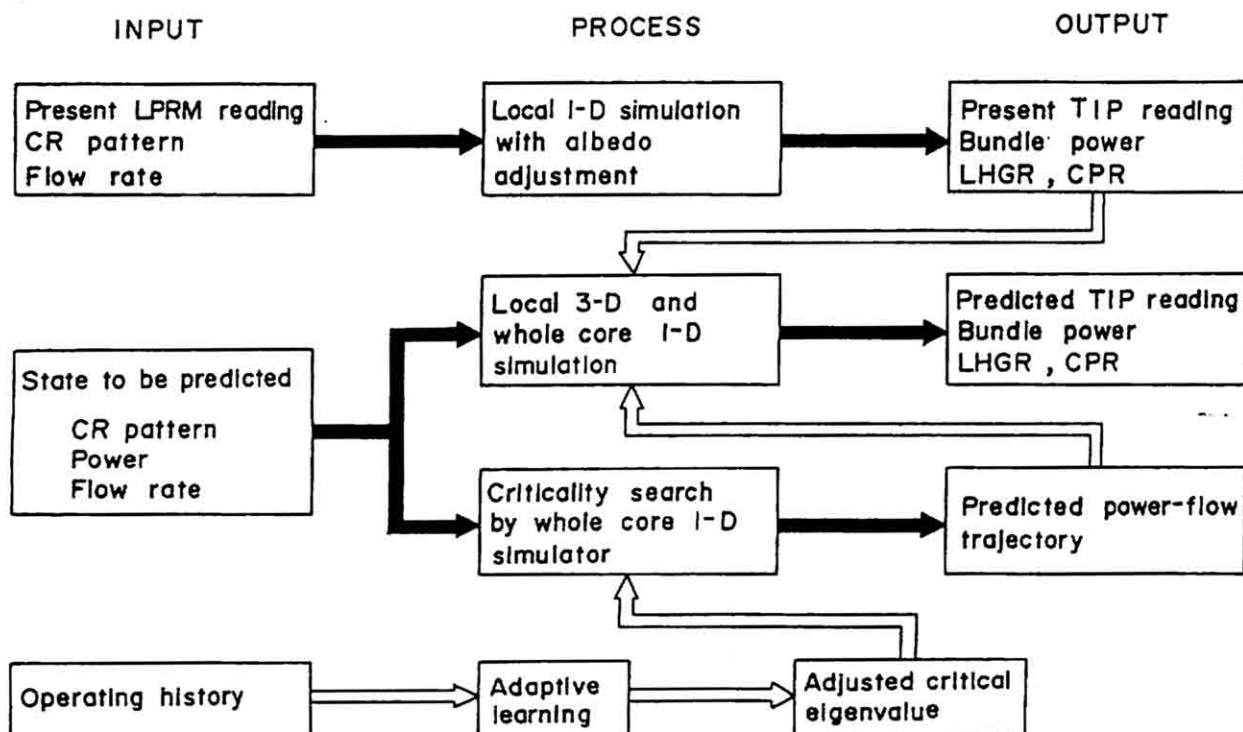 INPUT
PROCESS
OUTPUT
Present LPRM reading
CR pattern
Flow rate
Local 1-D simulation
with albedo
adjustment
Present TIP reading
Bundle power
LHGR , CPR
State to be predicted
CR pattern
Power
Flow rate
Local 3-D and
whole core 1-D
simulation
Predicted TIP reading
Bundle power
LHGR , CPR
Criticality search
by whole core 1-D
simulator
Predicted power-flow
trajectory
Operating history
Adaptive
learning
Adjusted critical
eigenvalue